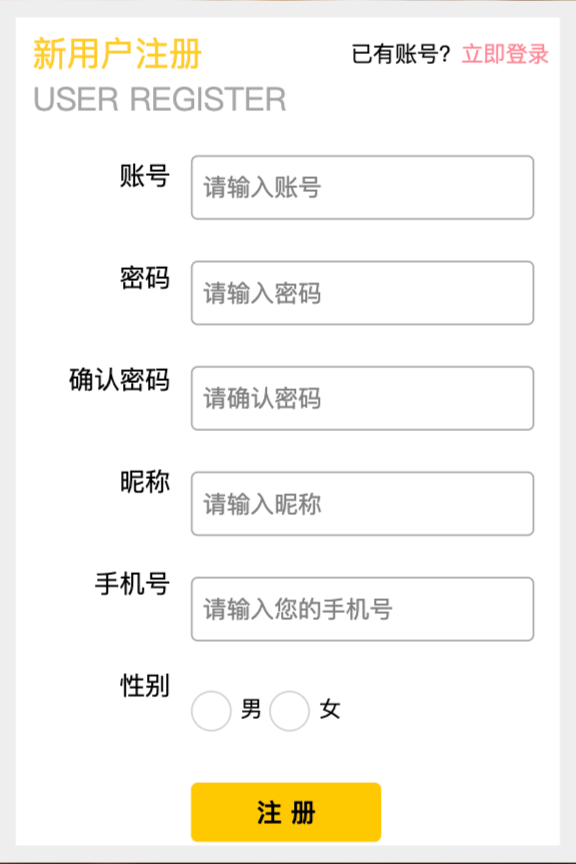 新用户注册
已有账号？立即登录
USER REGISTER
账号
请输入账号
密码
请输入密码
确认密码
请确认密码
昵称
请输入昵称
手机号
请输入您的手机号
性别
男 女
注 册